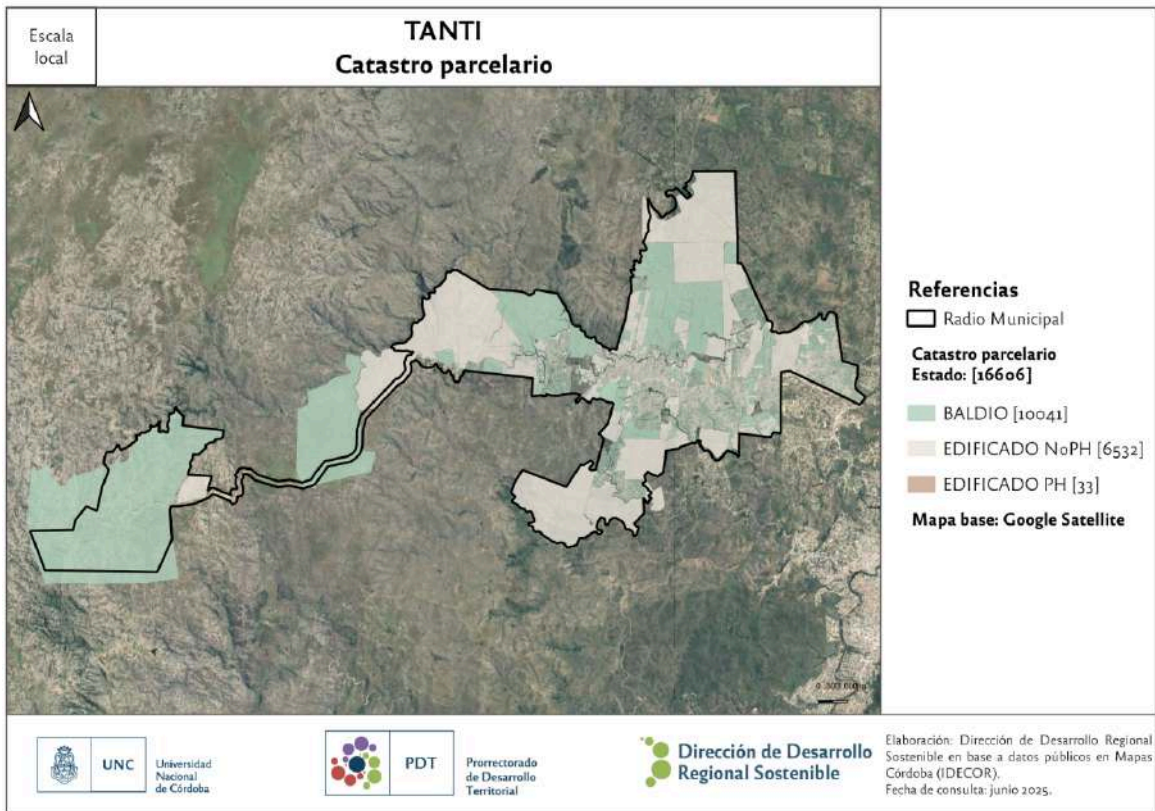 Escala
local
TANTI
Catastro parcelario
Referencias
Radio Municipal
Catastro parcelario
Estado: [16606]
BALDIO [10041]
EDIFICADO NoPH [6532]
EDIFICADO PH [33]
Mapa base: Google Satellite
UNC
Universidad
Nacional
de Córdoba
PDT
Prorrectorado
de Desarrollo
Territorial
Dirección de Desarrollo
Regional Sostenible
Elaboración: Dirección de Desarrollo Regional
Sostenible en base a datos públicos en Mapas
Córdoba (IDECOR).
Fecha de consulta: junio 2025.